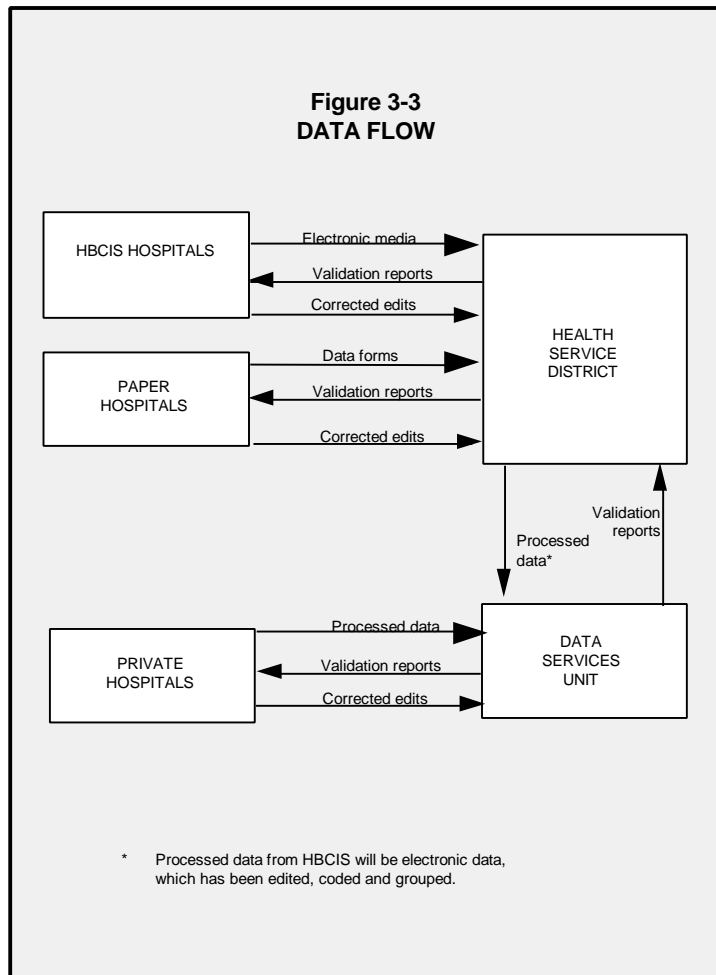 Figure 3-3
DATA FLOW
HBCIS HOSPITALS
Electronic media
Validation reports
Corrected edits
HEALTH
SERVICE
DISTRICT
PAPER
HOSPITALS
Data forms
Validation reports
Corrected edits
Processed
data*
Validation
reports
PRIVATE
HOSPITALS
Processed data
Validation reports
Corrected edits
DATA
SERVICES
UNIT
* Processed data from HBCIS will be electronic data,
which has been edited, coded and grouped.